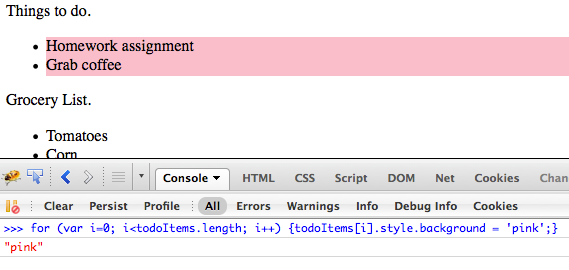 Things to do.
Homework assignment
Grab coffee
Grocery List.
Tomatoes
Corn
Console HTML CSS Script DOM Net Cookies Chan
Clear Persist Profile All Errors Warnings Info Debug Info Cookies
>>> for (var i=0; i<todoItems.length; i++) {todoItems[i].style.background = 'pink';}
"pink"